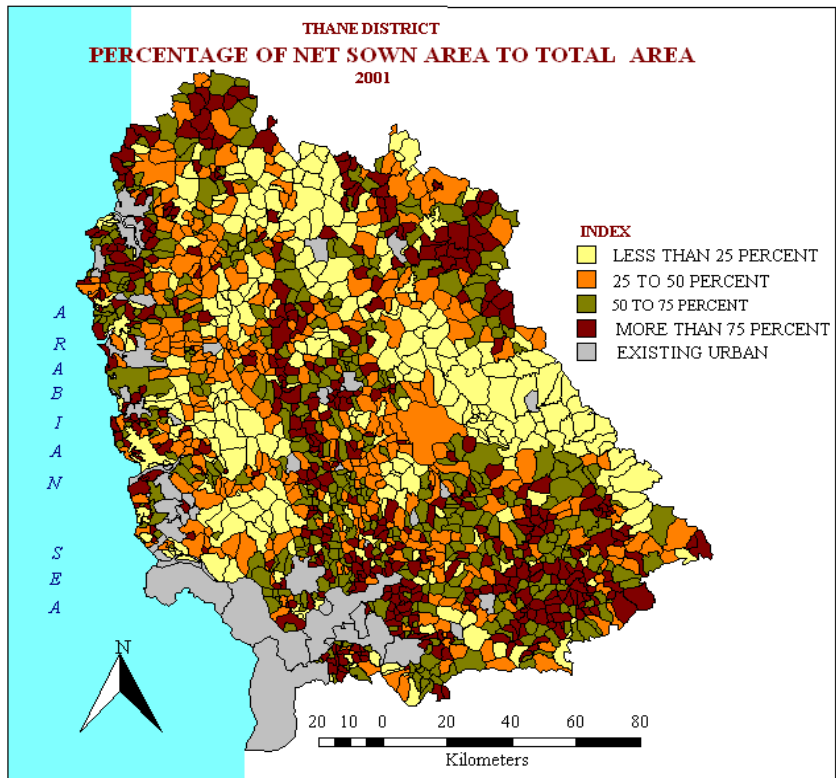 THANE DISTRICT
PERCENTAGE OF NET SOWN AREA TO TOTAL AREA
2001
INDEX
LESS THAN 25 PERCENT
25 TO 50 PERCENT
50 TO 75 PERCENT
MORE THAN 75 PERCENT
EXISTING URBAN
ARABIAN SEA
N
20 10 0 20 40 60 80
Kilometers